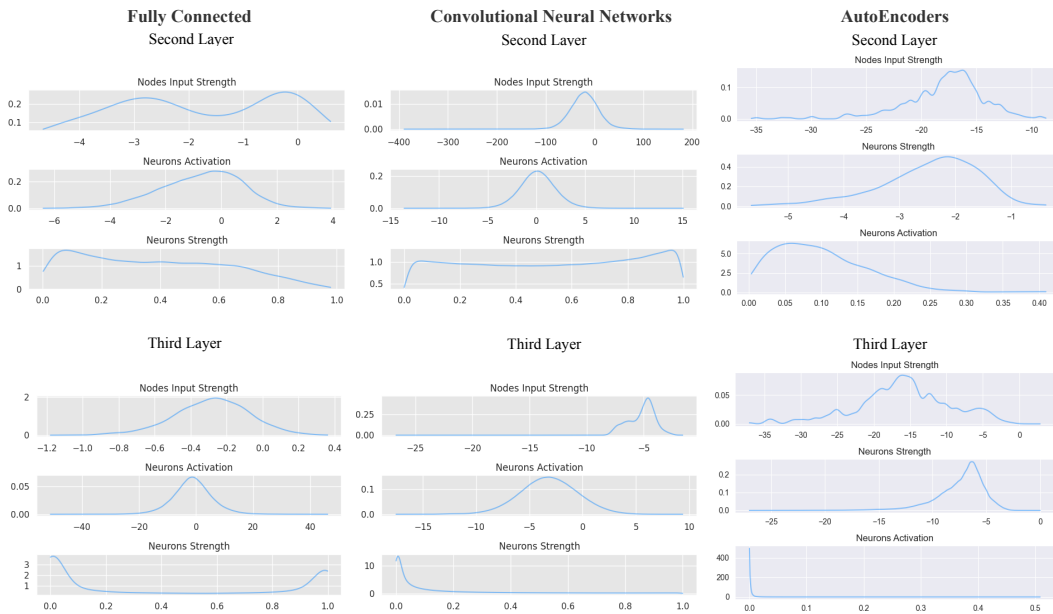 Fully Connected
Second Layer
Nodes Input Strength
0.2
0.1
−4 −3 −2 −1 0
Neurons Activation
0.2
0.0
−6 −4 −2 0 2 4
Neurons Strength
1
0
0.0 0.2 0.4 0.6 0.8 1.0
Third Layer
Nodes Input Strength
2
0
−1.2 −1.0 −0.8 −0.6 −0.4 −0.2 0.0 0.2 0.4
Neurons Activation
0.05
0.00
−40 −20 0 20 40
Neurons Strength
3
2
1
0.0 0.2 0.4 0.6 0.8 1.0
Convolutional Neural Networks
Second Layer
Nodes Input Strength
0.01
0.00
−400 −300 −200 −100 0 100 200
Neurons Activation
0.2
0.0
−15 −10 −5 0 5 10 15
Neurons Strength
1.0
0.5
0.0 0.2 0.4 0.6 0.8 1.0
Third Layer
Nodes Input Strength
0.25
0.00
−25 −20 −15 −10 −5
Neurons Activation
0.1
0.0
−15 −10 −5 0 5 10
Neurons Strength
10
0
0.0 0.2 0.4 0.6 0.8 1.0
AutoEncoders
Second Layer
Nodes Input Strength
0.1
0.0
−35 −30 −25 −20 −15 −10
Neurons Strength
0.4
0.2
0.0
−5 −4 −3 −2 −1
Neurons Activation
5.0
2.5
0.0
0.00 0.05 0.10 0.15 0.20 0.25 0.30 0.35 0.40
Third Layer
Nodes Input Strength
0.05
0.00
−35 −30 −25 −20 −15 −10 −5 0
Neurons Strength
0.2
0.1
0.0
−25 −20 −15 −10 −5 0
Neurons Activation
400
200
0
0.0 0.1 0.2 0.3 0.4 0.5